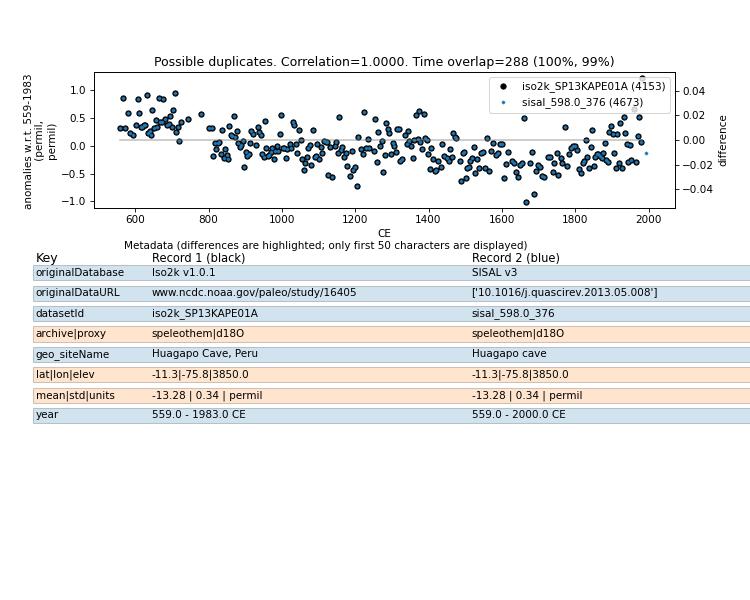 Possible duplicates. Correlation=1.0000. Time overlap=288 (100%, 99%)
anomalies w.r.t. 559-1983
(permil,
permil)
1.0
0.5
0.0
−0.5
−1.0
iso2k_SP13KAPE01A (4153)
sisal_598.0_376 (4673)
0.04
0.02
0.00
−0.02
−0.04
difference
600 800 1000 1200 1400 1600 1800 2000
CE
Metadata (differences are highlighted; only first 50 characters are displayed)
Key Record 1 (black) Record 2 (blue)
originalDatabase Iso2k v1.0.1 SISAL v3
originalDataURL www.ncdc.noaa.gov/paleo/study/16405 ['10.1016/j.quascirev.2013.05.008']
datasetId iso2k_SP13KAPE01A sisal_598.0_376
archive|proxy speleothem|d18O speleothem|d18O
geo_siteName Huagapo Cave, Peru Huagapo cave
lat|lon|elev -11.3|-75.8|3850.0 -11.3|-75.8|3850.0
mean|std|units -13.28 | 0.34 | permil -13.28 | 0.34 | permil
year 559.0 - 1983.0 CE 559.0 - 2000.0 CE